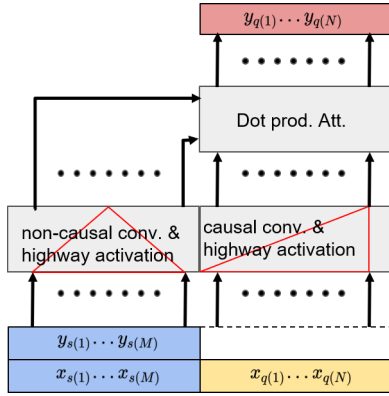 y_{q(1)}...y_{q(N)}
Dot prod. Att.
non-causal conv. &
highway activation
causal conv. &
highway activation
y_{s(1)}...y_{s(M)}
x_{s(1)}...x_{s(M)}
x_{q(1)}...x_{q(N)}